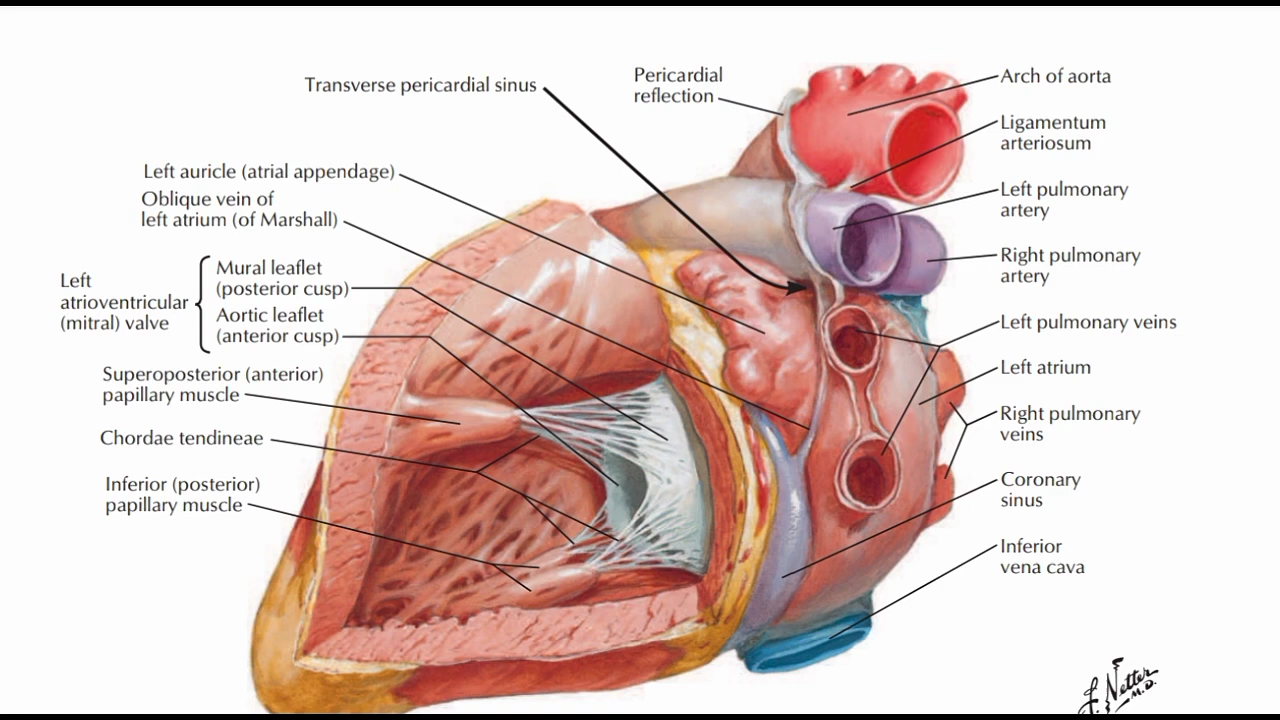 Transverse pericardial sinus
Pericardial
reflection
Arch of aorta
Ligamentum
arteriosum
Left auricle (atrial appendage)
Oblique vein of
left atrium (of Marshall)
Left pulmonary
artery
Right pulmonary
artery
Left
atrioventricular
(mitral) valve
Mural leaflet
(posterior cusp)
Aortic leaflet
(anterior cusp)
Left pulmonary veins
Superoposterior (anterior)
papillary muscle
Left atrium
Chordae tendineae
Right pulmonary
veins
Inferior (posterior)
papillary muscle
Coronary
sinus
Inferior
vena cava
F. Netter
M.D.